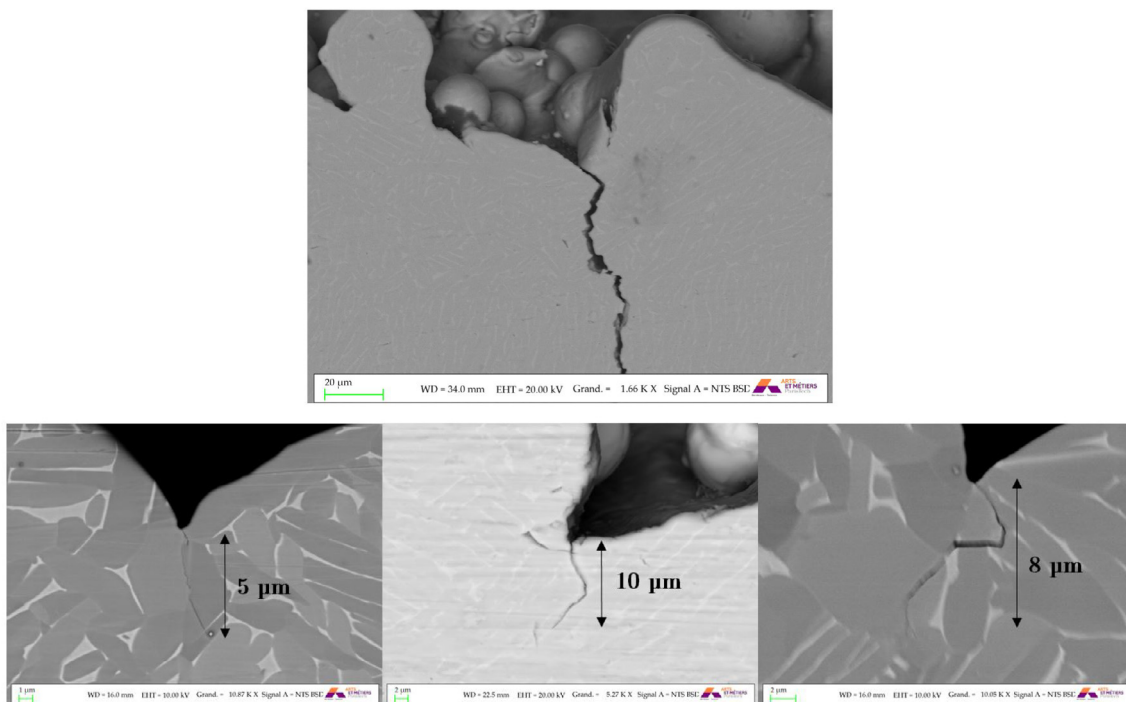 20 µm
WD = 34.0 mm EHT = 20.00 kV Grand. = 1.66 K X Signal A = NTS BSD
ARTS
ET MÉTIERS
ParisTech
5 µm
1 µm
WD = 16.0 mm EHT = 10.00 kV Grand. = 10.87 K X Signal A = NTS BSD
10 µm
2 µm
WD = 22.5 mm EHT = 20.00 kV Grand. = 5.27 K X Signal A = NTS BSD
8 µm
2 µm
WD = 16.0 mm EHT = 10.00 kV Grand. = 10.05 K X Signal A = NTS BSD